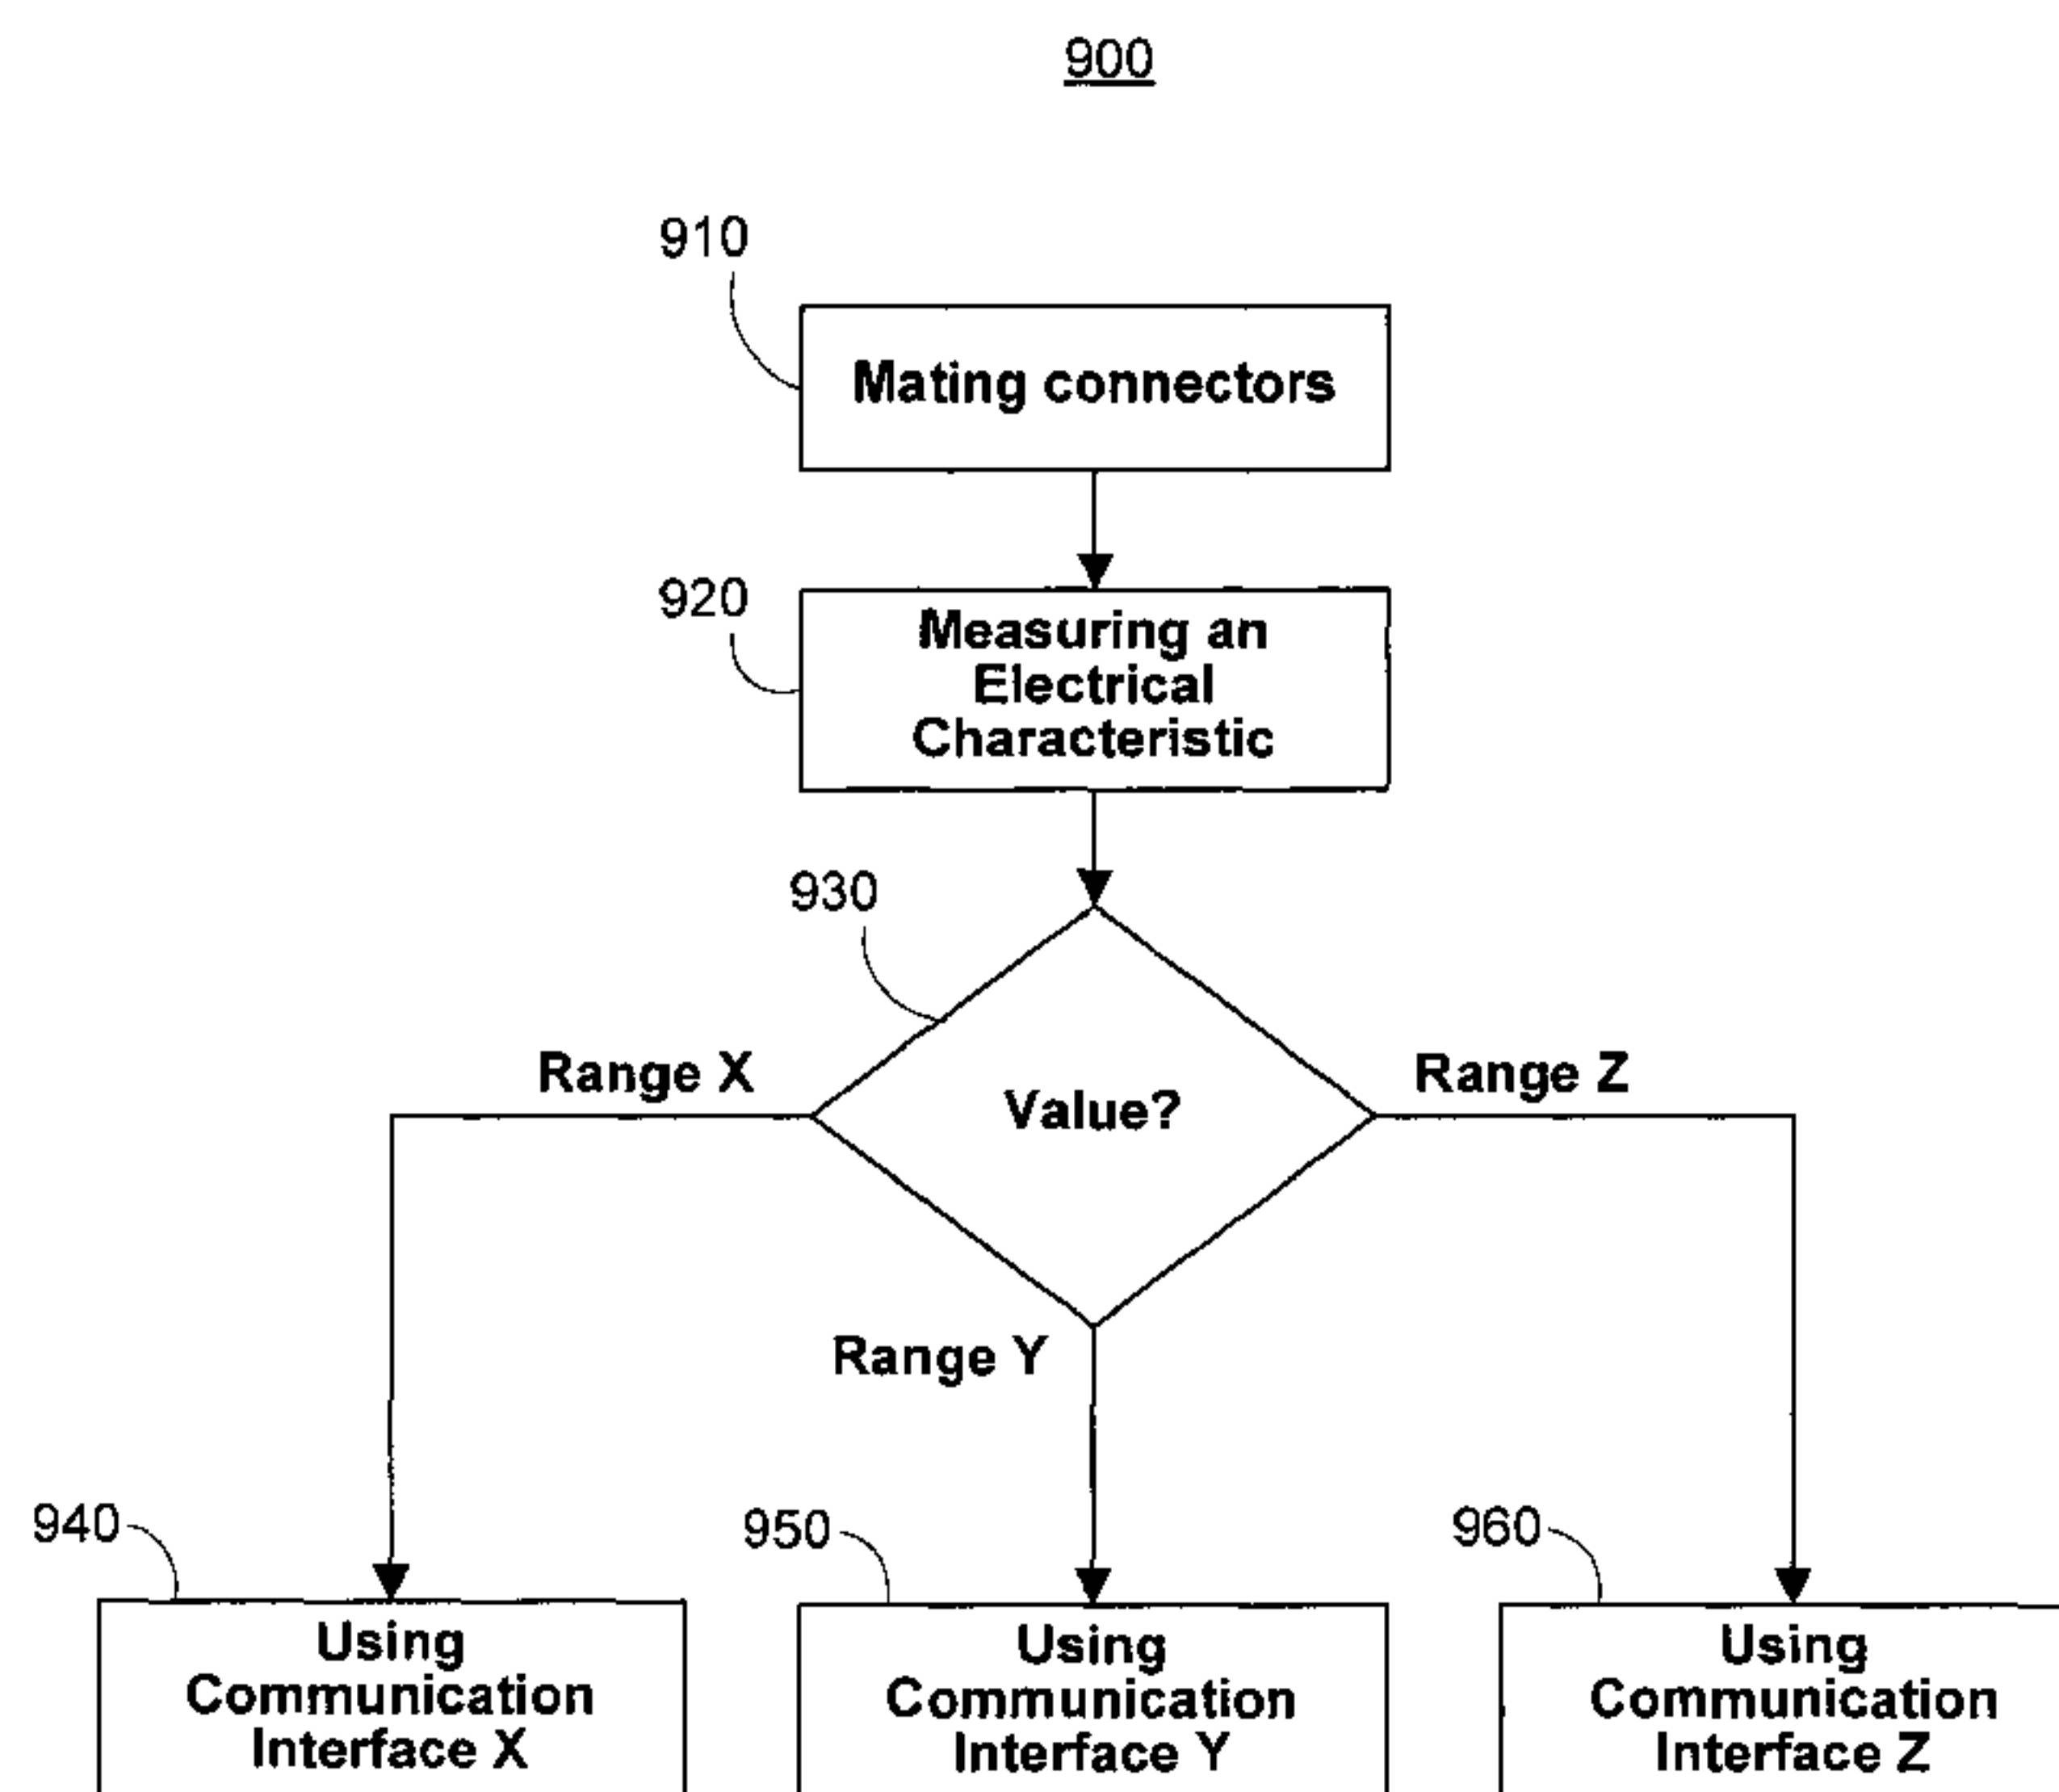 900
910
Mating connectors
920
Measuring an
Electrical
Characteristic
930
Range X
Value?
Range Z
Range Y
940
Using
Communication
Interface X
950
Using
Communication
Interface Y
960
Using
Communication
Interface Z